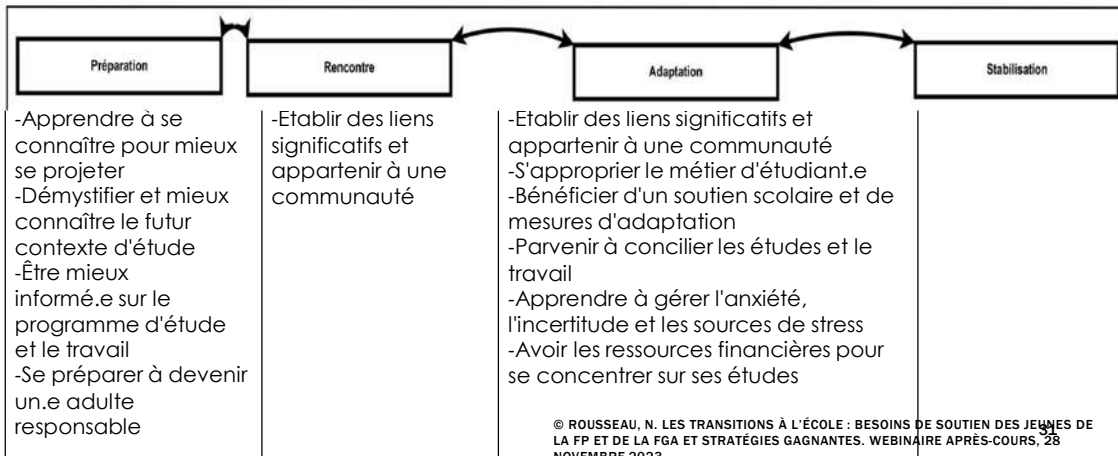 Préparation
Rencontre
Adaptation
Stabilisation
-Apprendre à se
connaître pour mieux
se projeter
-Démystifier et mieux
connaître le futur
contexte d'étude
-Être mieux
informé.e sur le
programme d'étude
et le travail
-Se préparer à devenir
un.e adulte
responsable
-Etablir des liens
significatifs et
appartenir à une
communauté
-Etablir des liens significatifs et
appartenir à une communauté
-S'approprier le métier d'étudiant.e
-Bénéficier d'un soutien scolaire et de
mesures d'adaptation
-Parvenir à concilier les études et le
travail
-Apprendre à gérer l'anxiété,
l'incertitude et les sources de stress
-Avoir les ressources financières pour
se concentrer sur ses études
© ROUSSEAU, N. LES TRANSITIONS À L'ÉCOLE : BESOINS DE SOUTIEN DES JEUNES DE
LA FP ET DE LA FGA ET STRATÉGIES GAGNANTES. WEBINAIRE APRÈS-COURS, 28
NOVEMBRE 2023
31